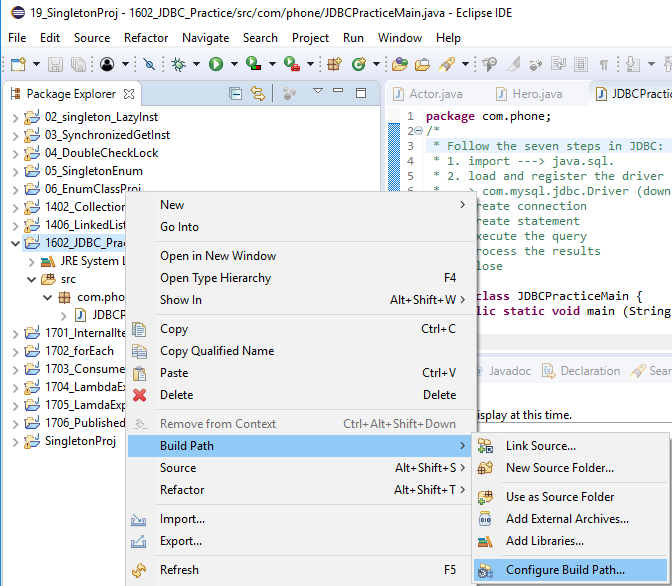 19_SingletonProj - 1602_JDBC_Practice/src/com/phone/JDBCPracticeMain.java - Eclipse IDE
File Edit Source Refactor Navigate Search Project Run Window Help
Package Explorer
02_singleton_LazyInst
03_SynchronizedGetInst
04_DoubleCheckLock
05_SingletonEnum
06_EnumClassProj
1402_Collection
1406_LinkedList
1602_JDBC_Prac
JRE System L
src
com.pho
JDBCP
1701_InternalIte
1702_forEach
1703_Consume
1704_LambdaEx
1705_LamdaExp
1706_Published
SingletonProj
Actor.java Hero.java JDBCPractic
1 package com.phone;
2 /*
3 * Follow the seven steps in JDBC:
4 * 1. import ---> java.sql.
5 * 2. load and register the driver
com.mysql.jdbc.Driver (down
reate connection
reate statement
xecute the query
rocess the results
lose
class JDBCPracticeMain {
lic static void main (String
Javadoc Declaration Sear
isplay at this time.
New
Go Into
Open in New Window
Open Type Hierarchy F4
Show In Alt+Shift+W
Copy Ctrl+C
Copy Qualified Name
Paste Ctrl+V
Delete Delete
Remove from Context Ctrl+Alt+Shift+Down
Build Path
Source Alt+Shift+S
Refactor Alt+Shift+T
Import...
Export...
Refresh F5
Link Source...
New Source Folder...
Use as Source Folder
Add External Archives...
Add Libraries...
Configure Build Path...